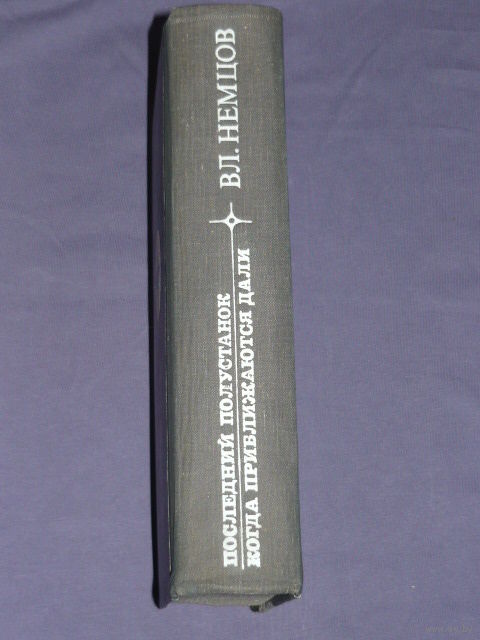 ПОСЛЕДНИЙ ПОЛУСТАНОК
КОГДА ПРИБЛИЖАЮТСЯ ДАЛИ
ВЛ. НЕМЦОВ